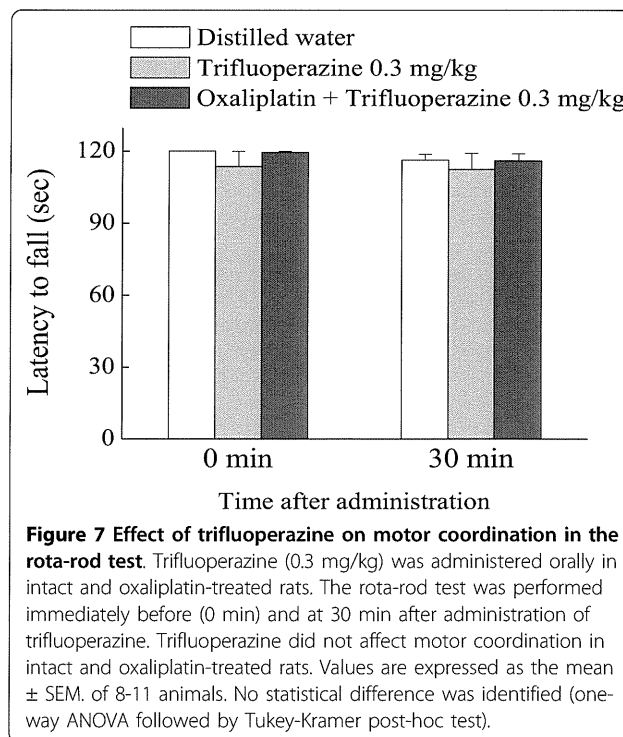 Distilled water
Trifluoperazine 0.3 mg/kg
Oxaliplatin + Trifluoperazine 0.3 mg/kg
Latency to fall (sec)
120
90
60
30
0
0 min
30 min
Time after administration
Figure 7 Effect of trifluoperazine on motor coordination in the
rota-rod test. Trifluoperazine (0.3 mg/kg) was administered orally in
intact and oxaliplatin-treated rats. The rota-rod test was performed
immediately before (0 min) and at 30 min after administration of
trifluoperazine. Trifluoperazine did not affect motor coordination in
intact and oxaliplatin-treated rats. Values are expressed as the mean
± SEM. of 8-11 animals. No statistical difference was identified (one-
way ANOVA followed by Tukey-Kramer post-hoc test).